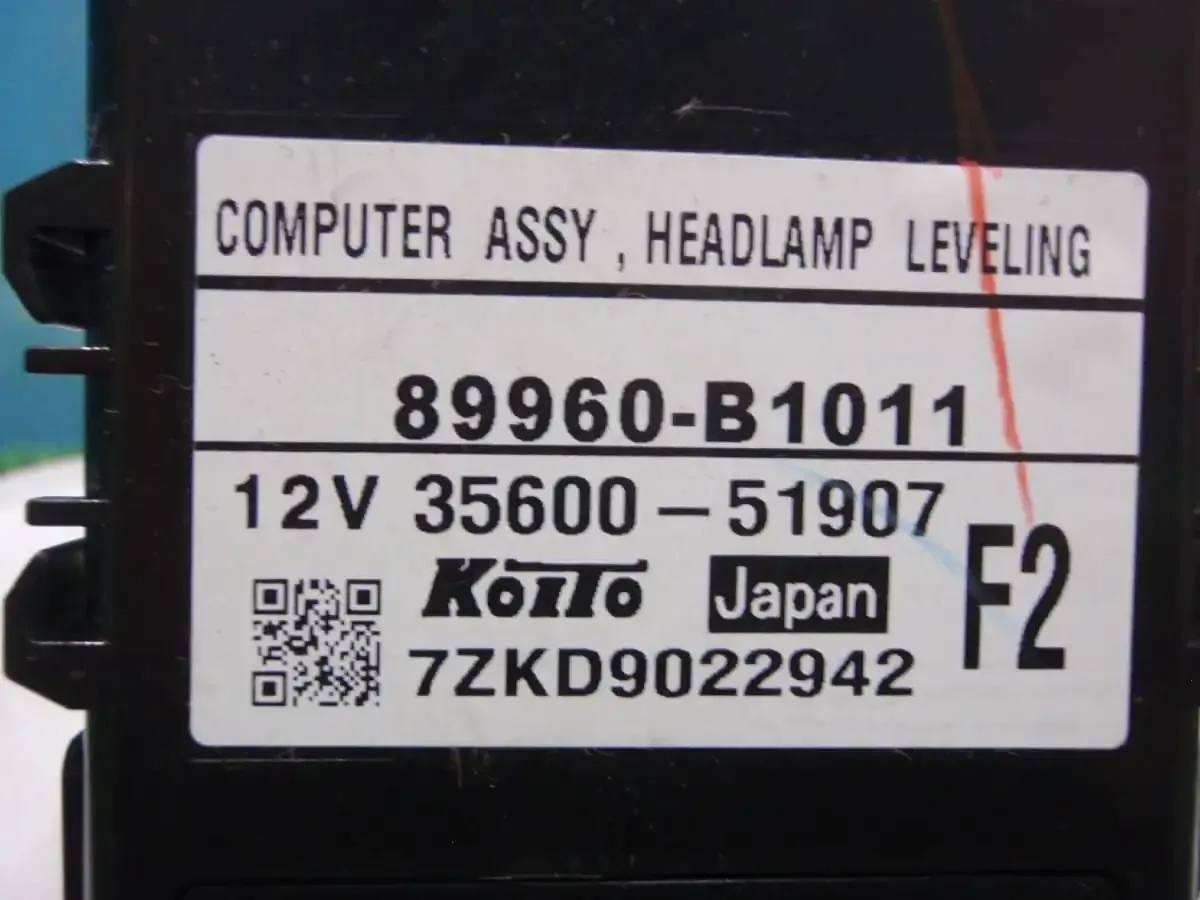 COMPUTER ASSY , HEADLAMP LEVELING
89960-B1011
12V 35600-51907
KOITO Japan F2
7ZKD9022942